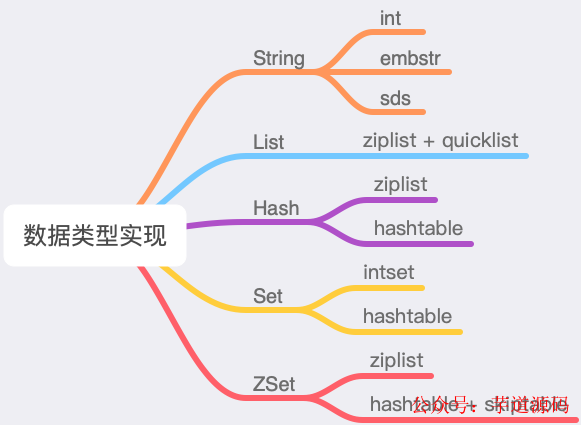 数据类型实现
String
int
embstr
sds
List
ziplist + quicklist
Hash
ziplist
hashtable
Set
intset
hashtable
ZSet
ziplist
hashtable + skiptable
公众号：芋道源码